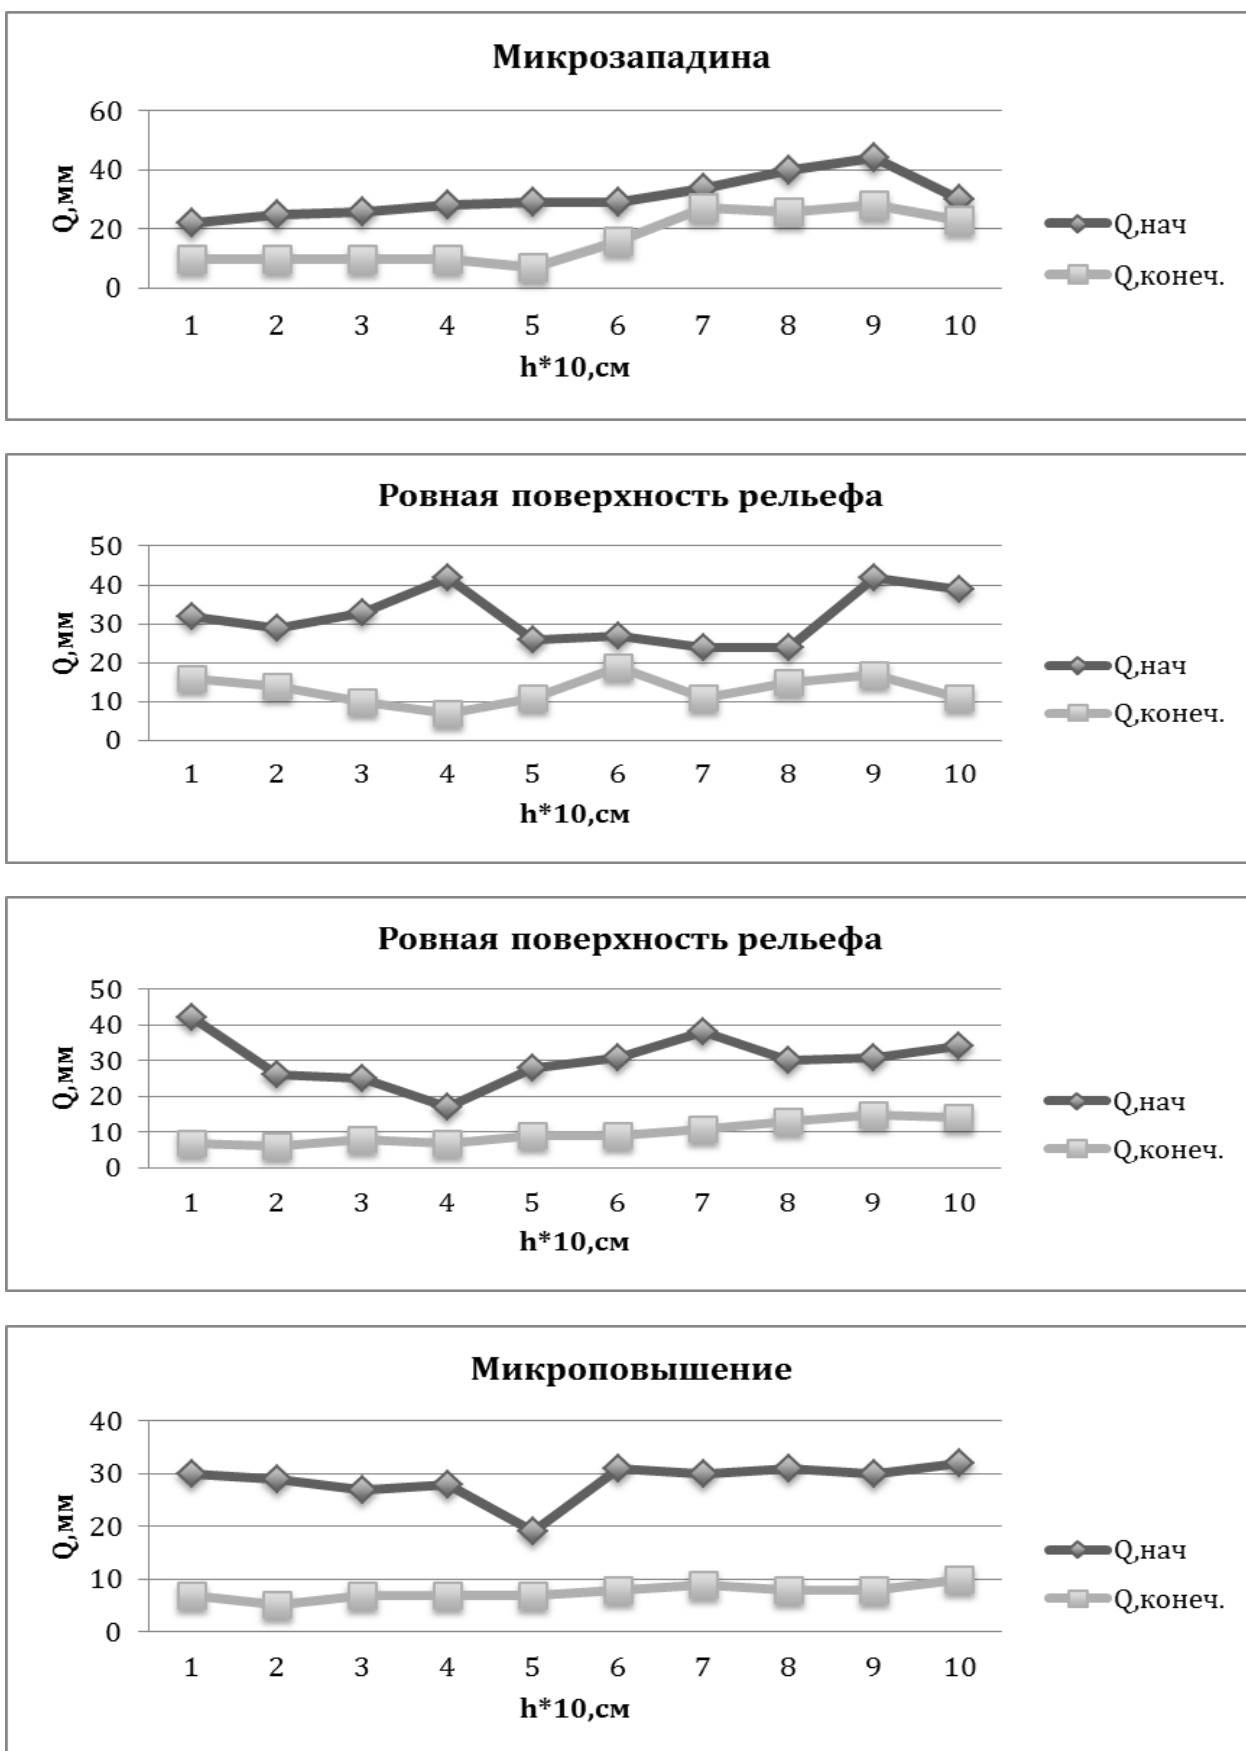 Микрозападина
60
40
20
0
Q,мм
1 2 3 4 5 6 7 8 9 10
h*10,см
Q,нач
Q,конеч.
Ровная поверхность рельефа
50
40
30
20
10
0
Q,мм
1 2 3 4 5 6 7 8 9 10
h*10,см
Q,нач
Q,конеч.
Ровная поверхность рельефа
50
40
30
20
10
0
Q,мм
1 2 3 4 5 6 7 8 9 10
h*10,см
Q,нач
Q,конеч.
Микроповышение
40
30
20
10
0
Q,мм
1 2 3 4 5 6 7 8 9 10
h*10,см
Q,нач
Q,конеч.